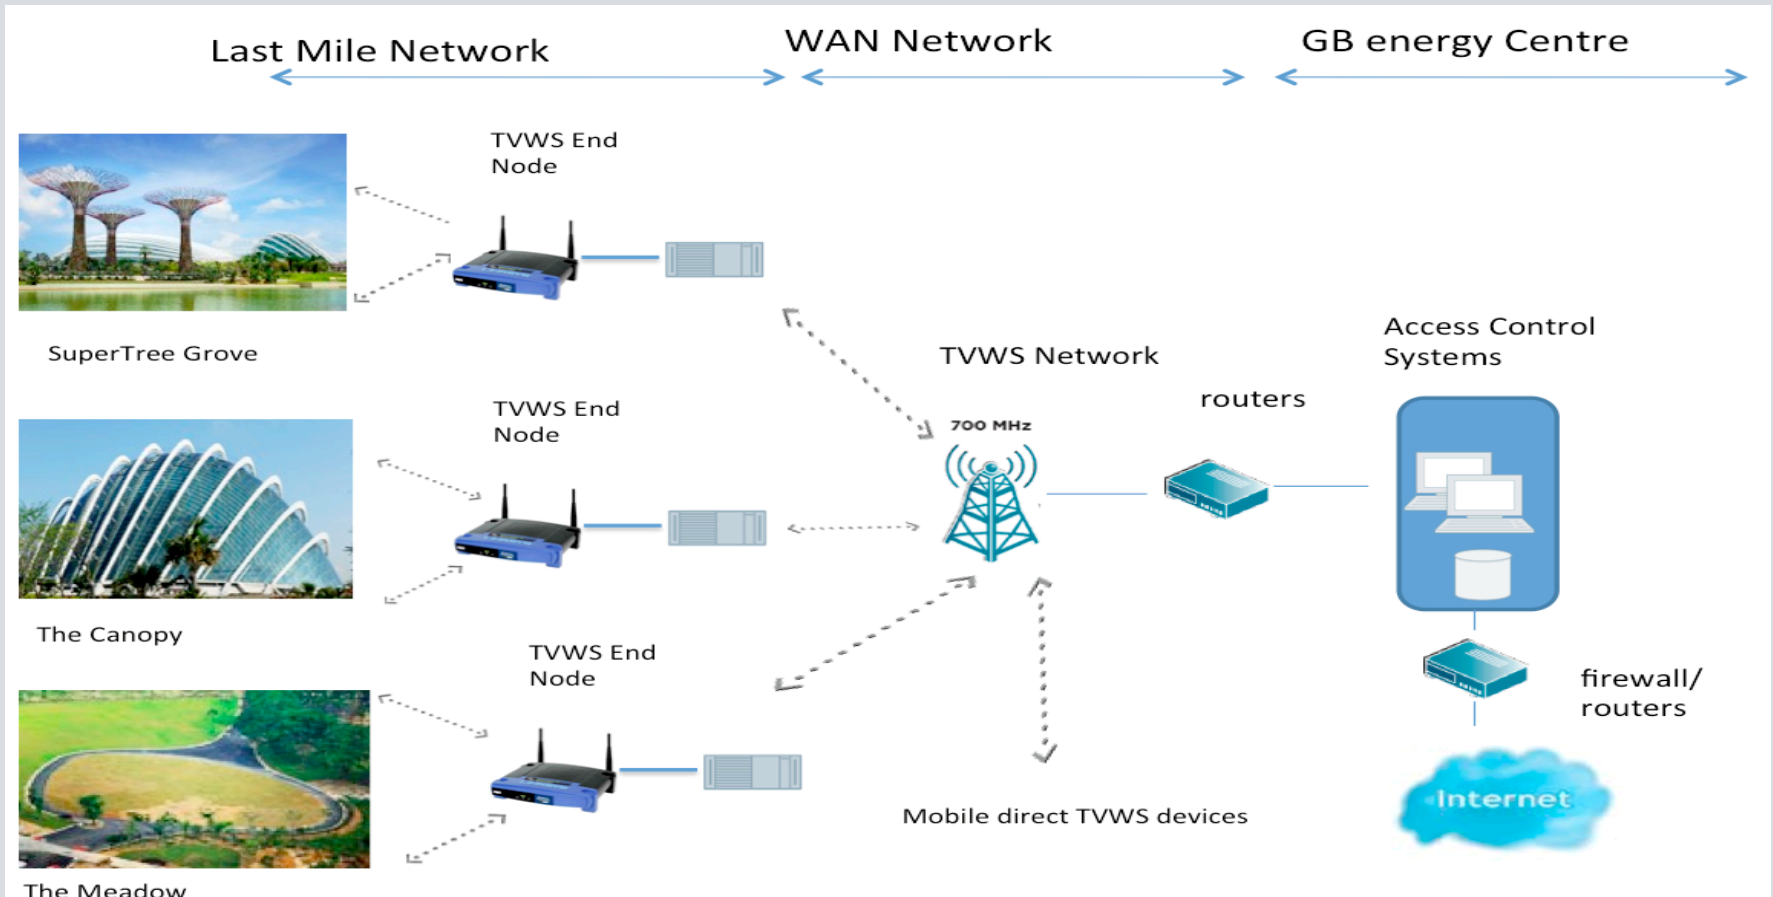 Last Mile Network
WAN Network
GB energy Centre
TVWS End
Node
SuperTree Grove
TVWS End
Node
The Canopy
TVWS End
Node
The Meadow
TVWS Network
700 MHz
routers
Access Control
Systems
firewall/
routers
Internet
Mobile direct TVWS devices